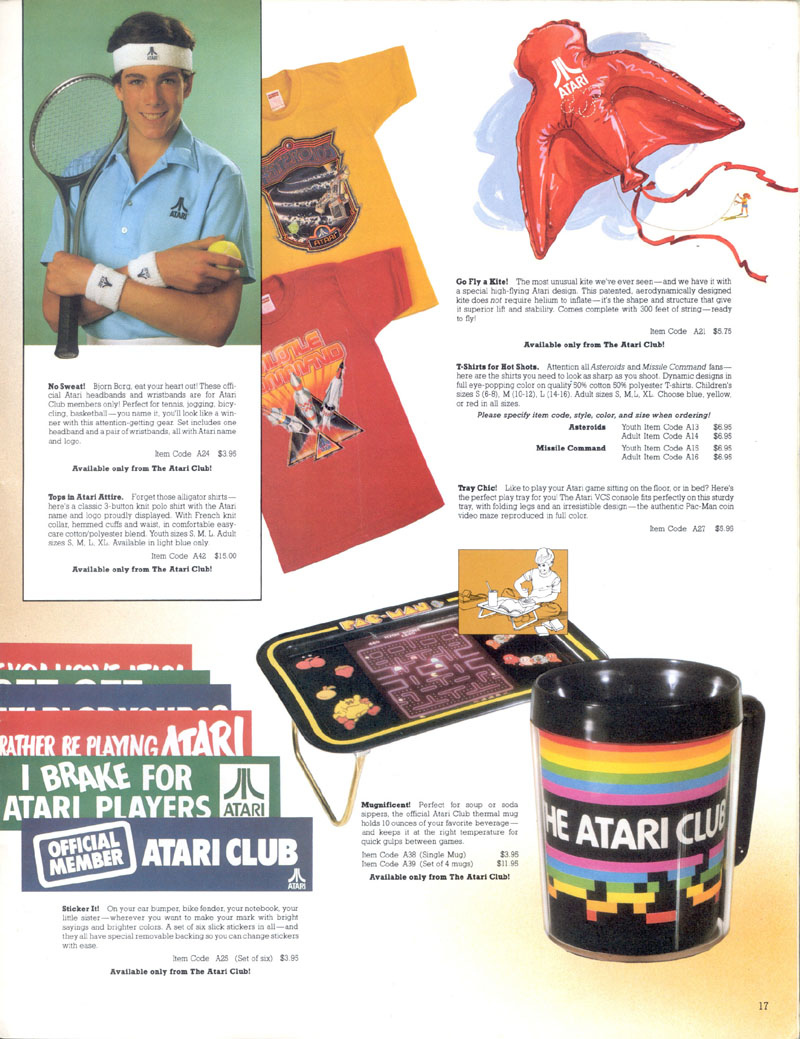 ATARI
ATARI
ATARI
ATARI
No Sweat! Bjorn Borg, eat your heart out! These offi-
cial Atari headbands and wristbands are for Atari
Club members only! Perfect for tennis, jogging, bicy-
cling, basketball—you name it, you'll look like a win-
ner with this attention-getting gear. Set includes one
headband and a pair of wristbands, all with Atari name
and logo.
Item Code A24 $3.95
Available only from The Atari Club!
Tops in Atari Attire. Forget those alligator shirts—
here's a classic 3-button knit polo shirt with the Atari
name and logo proudly displayed. With French knit
collar, hemmed cuffs and waist, in comfortable easy-
care cotton/polyester blend. Youth sizes S, M, L. Adult
sizes S, M, L, XL. Available in light blue only.
Item Code A42 $15.00
Available only from The Atari Club!
Go Fly a Kite! The most unusual kite we've ever seen—and we have it with
a special high-flying Atari design. This patented, aerodynamically designed
kite does not require helium to inflate—it's the shape and structure that give
it superior lift and stability. Comes complete with 300 feet of string—ready
to fly!
Item Code A21 $5.75
Available only from The Atari Club!
T-Shirts for Hot Shots. Attention all Asteroids and Missile Command fans—
here are the shirts you need to look as sharp as you shoot. Dynamic designs in
full eye-popping color on quality 50% cotton 50% polyester T-shirts. Children's
sizes S (6-8), M (10-12), L (14-16). Adult sizes S, M, L, XL. Choose blue, yellow,
or red in all sizes.
Please specify item code, style, color, and size when ordering!
Asteroids Youth Item Code A13 $6.95
Adult Item Code A14 $6.95
Missile Command Youth Item Code A15 $6.95
Adult Item Code A16 $6.95
Tray Chic! Like to play your Atari game sitting on the floor, or in bed? Here's
the perfect play tray for you! The Atari VCS console fits perfectly on this sturdy
tray, with folding legs and an irresistible design—the authentic Pac-Man coin
video maze reproduced in full color.
Item Code A27 $6.95
PAC-MAN
RATHER BE PLAYING ATARI
I BRAKE FOR
ATARI PLAYERS
ATARI
OFFICIAL
MEMBER
ATARI CLUB
ATARI
Sticker It! On your car bumper, bike fender, your notebook, your
little sister—wherever you want to make your mark with bright
sayings and brighter colors. A set of six slick stickers in all—and
they all have special removable backing so you can change stickers
with ease.
Item Code A25 (Set of six) $3.95
Available only from The Atari Club!
Mugnificent! Perfect for soup or soda
sippers, the official Atari Club thermal mug
holds 10 ounces of your favorite beverage—
and keeps it at the right temperature for
quick gulps between games.
Item Code A38 (Single Mug) $3.95
Item Code A39 (Set of 4 mugs) $11.95
Available only from The Atari Club!
HE ATARI CLUB
17